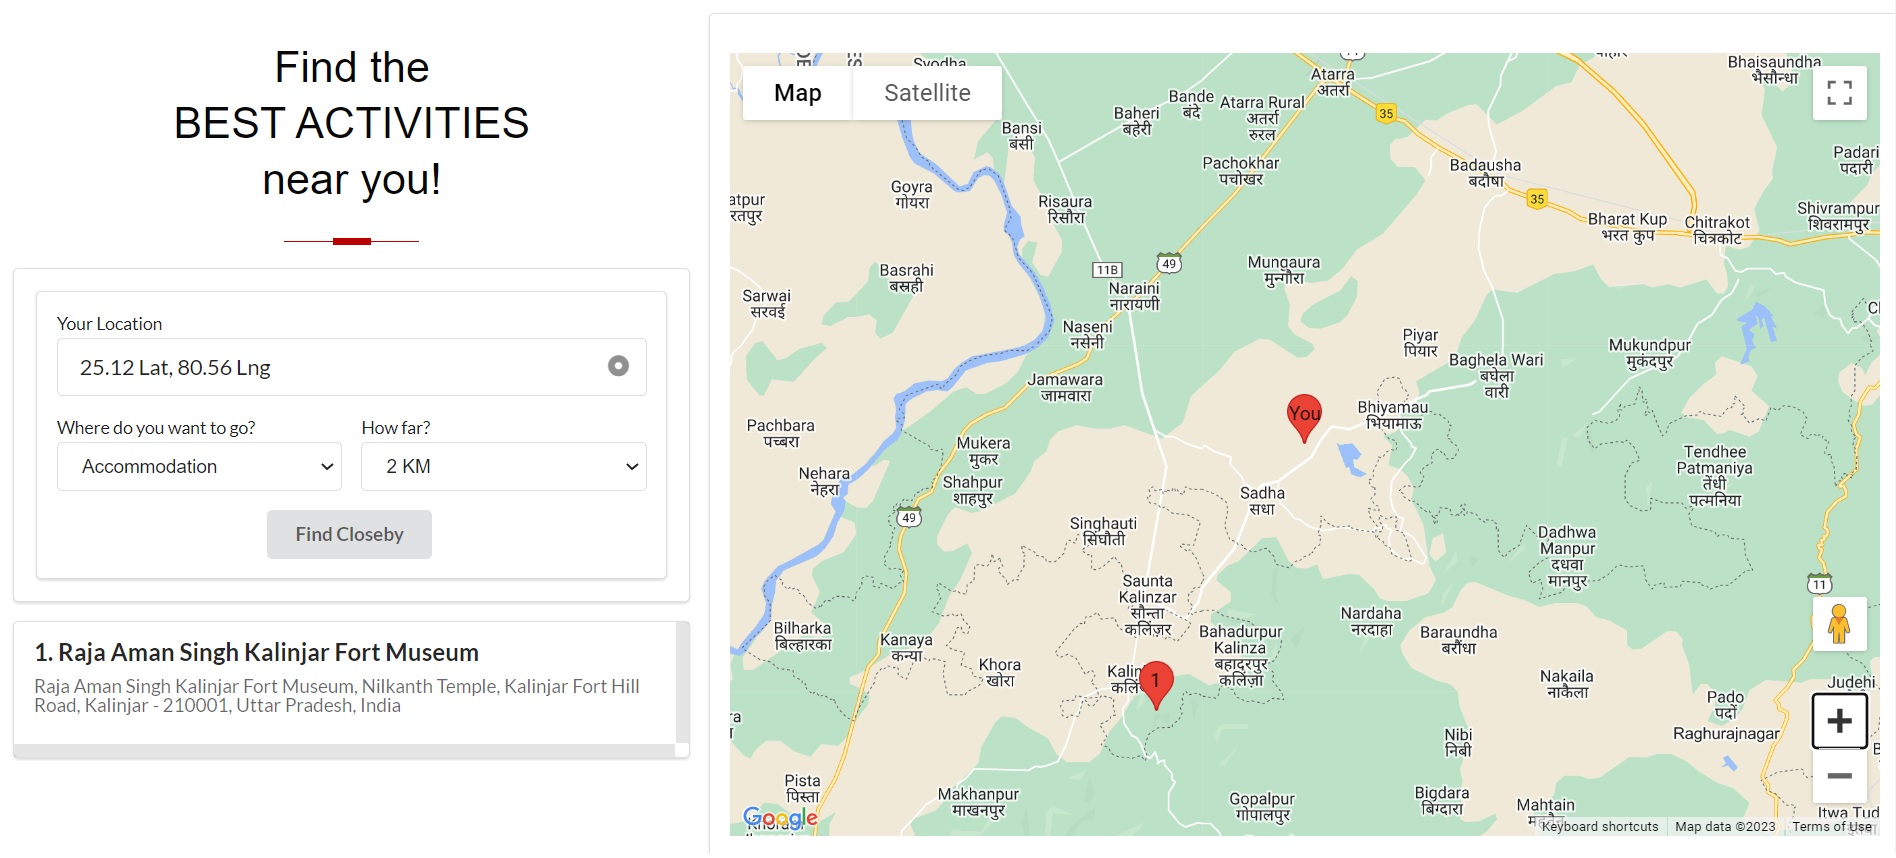 Find the
BEST ACTIVITIES
near you!
Your Location
25.12 Lat, 80.56 Lng
Where do you want to go?
How far?
Accommodation
2 KM
Find Closeby
1. Raja Aman Singh Kalinjar Fort Museum
Raja Aman Singh Kalinjar Fort Museum, Nilkanth Temple, Kalinjar Fort Hill
Road, Kalinjar - 210001, Uttar Pradesh, India
Map
Satellite
Atarra
अतर्रा
Bhaisaundha
भैसौन्धा
Bande
बंदे
Baheri
बहेरी
Atarra Rural
अतर्रा
रुरल
35
Bansi
बंसी
Pachokhar
पचोखर
Badausha
बदौषा
Padari
पदारी
Goyra
गोयरा
Risaura
रिसौरा
35
Bharat Kup
भरत कुप
Chitrakot
चित्रकोट
Shivrampur
शिवरामपुर
atpur
रतपुर
Basrahi
बसरही
11B
49
Mungaura
मुन्गौरा
Sarwai
सरवई
Naraini
नारायणी
Naseni
नसेनी
Piyar
पियार
Baghela Wari
बघेला
वारी
Mukundpur
मुकंदपुर
Jamawara
जामवारा
You
Bhiyamau
भियामाऊ
Pachbara
पच्बरा
Mukera
मुकर
Nehara
नेहरा
Shahpur
शाहपुर
Tendhee
Patmaniya
तेंधी
पत्मनिया
Sadha
सधा
49
Singhauti
सिंघौती
Dadhwa
Manpur
दधवा
मानपुर
11
Saunta
Kalinzar
सौन्ता
कलिंज़र
Nardaha
नरदाहा
Bilharka
बिल्हारका
Kanaya
कन्या
Bahadurpur
Kalinza
बहादुरपुर
कलिंज़ा
Baraundha
बरौंधा
Khora
खोरा
1
Nakaila
नाकैला
Judehi
Pado
पदों
Raghurajnagar
Nibi
निबी
Pista
पिस्ता
Makhanpur
माखनपुर
Gopalpur
गोपालपुर
Bigdara
बिगदारा
Mahtain
Itwa Tud
Google
Keyboard shortcuts
Map data ©2023
Terms of Use